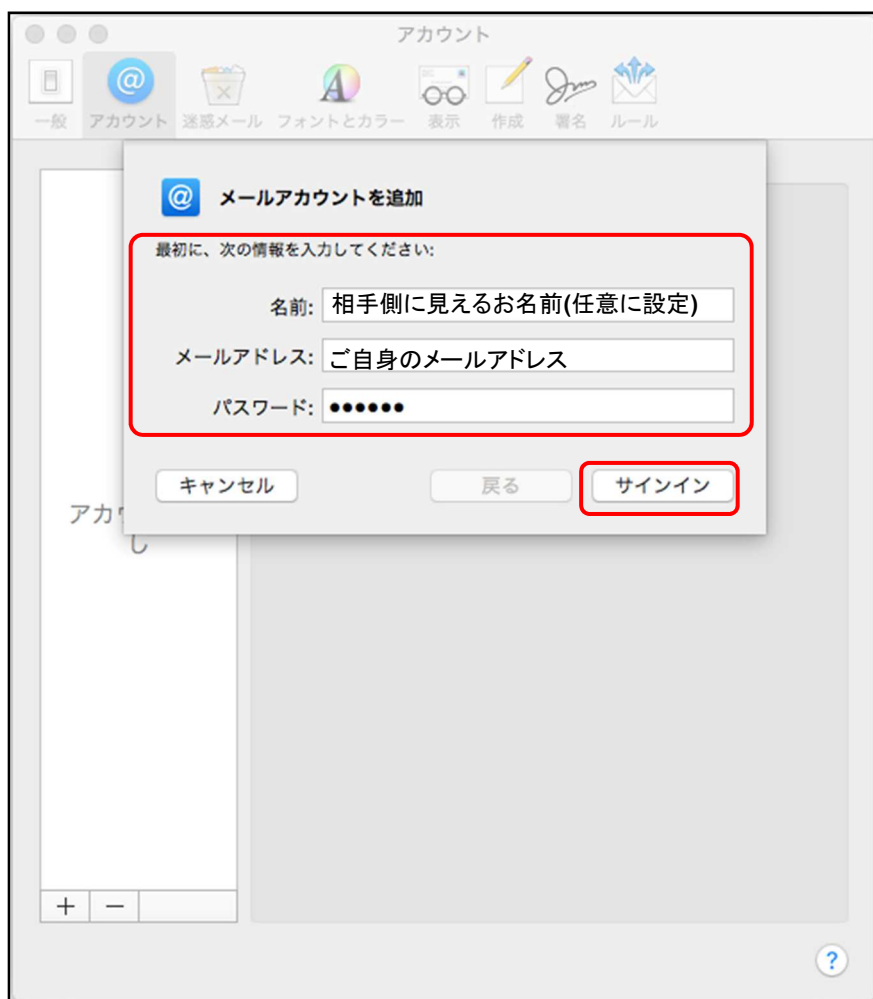 アカウント
一般 アカウント 迷惑メール フォントとカラー 表示 作成 署名 ルール
メールアカウントを追加
最初に、次の情報を入力してください:
名前: 相手側に見えるお名前(任意に設定)
メールアドレス: ご自身のメールアドレス
パスワード: ●●●●●●
キャンセル 戻る サインイン
アカ
し
+ −
?